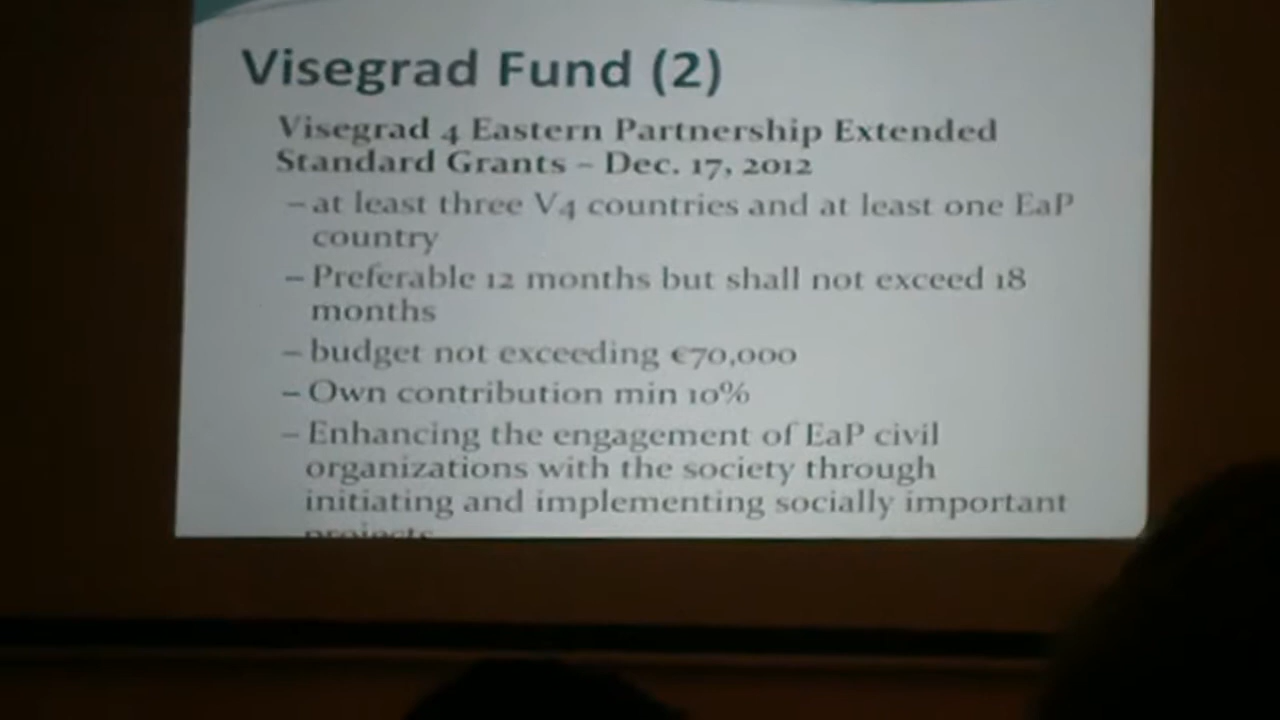 Visegrad Fund (2)
Visegrad 4 Eastern Partnership Extended
Standard Grants – Dec. 17, 2012
– at least three V4 countries and at least one EaP
country
– Preferable 12 months but shall not exceed 18
months
– budget not exceeding €70,000
– Own contribution min 10%
– Enhancing the engagement of EaP civil
organizations with the society through
initiating and implementing socially important
projects